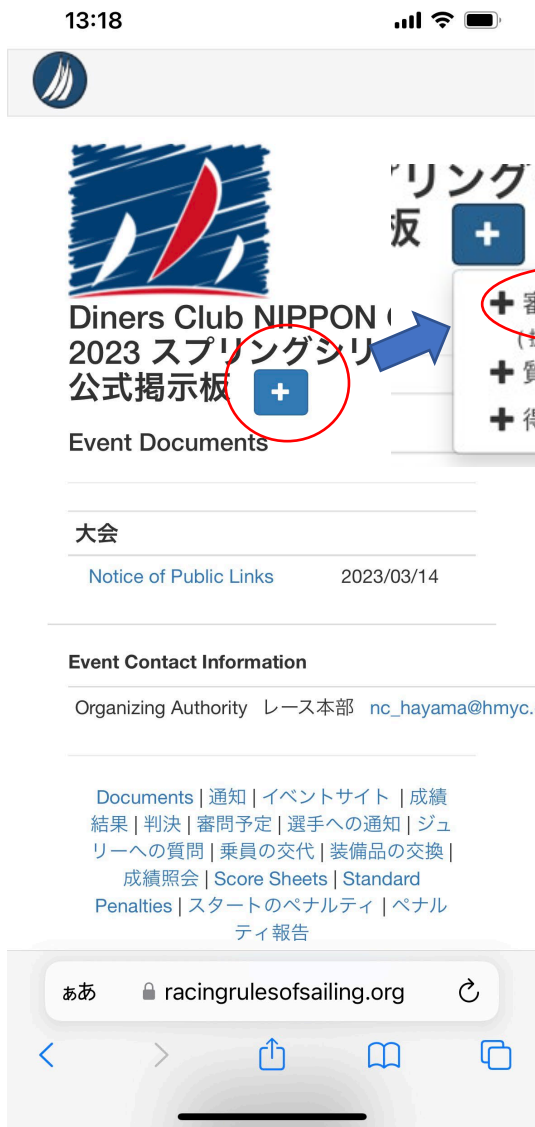 13:18
リング
板 +
Diners Club NIPPON
2023 スプリングシリ
公式掲示板 +
Event Documents
大会
Notice of Public Links 2023/03/14
Event Contact Information
Organizing Authority レース本部 nc_hayama@hmyc.
Documents | 通知 | イベントサイト | 成績
結果 | 判決 | 審問予定 | 選手への通知 | ジュ
リーへの質問 | 乗員の交代 | 装備品の交換 |
成績照会 | Score Sheets | Standard
Penalties | スタートのペナルティ | ペナル
ティ報告
ぁあ racingrulesofsailing.org